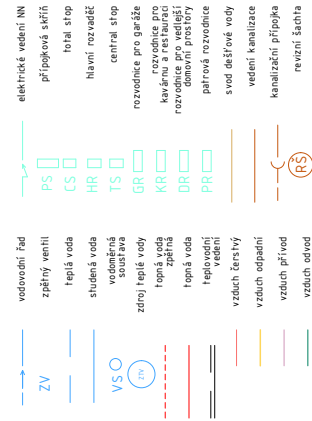 elektrické vedení NN
přípojková skříň
PS
total stop
CS
hlavní rozvaděč
HR
central stop
TS
rozvodnice pro garáže
GR
rozvodnice pro
kavárnu a restauraci
KR
rozvodnice pro vedlejší
domovní prostory
DR
patrová rozvodnice
PR
svod dešťové vody
vedení kanalizace
kanalizační přípojka
revizní šachta
RŠ
vodovodní řad
zpětný ventil
ZV
teplá voda
studená voda
vodoměrná
soustava
VS
zdroj teplé vody
ZTV
topná voda
zpětná
topná voda
teplovodní
vedení
vzduch čerstvý
vzduch odpadní
vzduch přívod
vzduch odvod